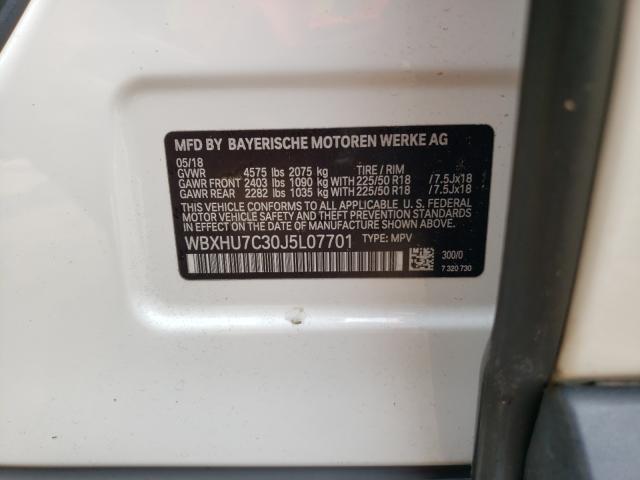 MFD BY BAYERISCHE MOTOREN WERKE AG
05/18
GVWR 4575 lbs 2075 kg TIRE / RIM
GAWR FRONT 2403 lbs 1090 kg WITH 225/50 R18 / 7.5Jx18
GAWR REAR 2282 lbs 1035 kg WITH 225/50 R18 / 7.5Jx18
THIS VEHICLE CONFORMS TO ALL APPLICABLE U. S. FEDERAL
MOTOR VEHICLE SAFETY, BUMPER, AND THEFT PREVENTION
STANDARDS IN EFFECT ON THE DATE OF MANUFACTURE SHOWN
ABOVE.
WBXHU7C30J5L07701 TYPE: MPV
300/0
7 320 730